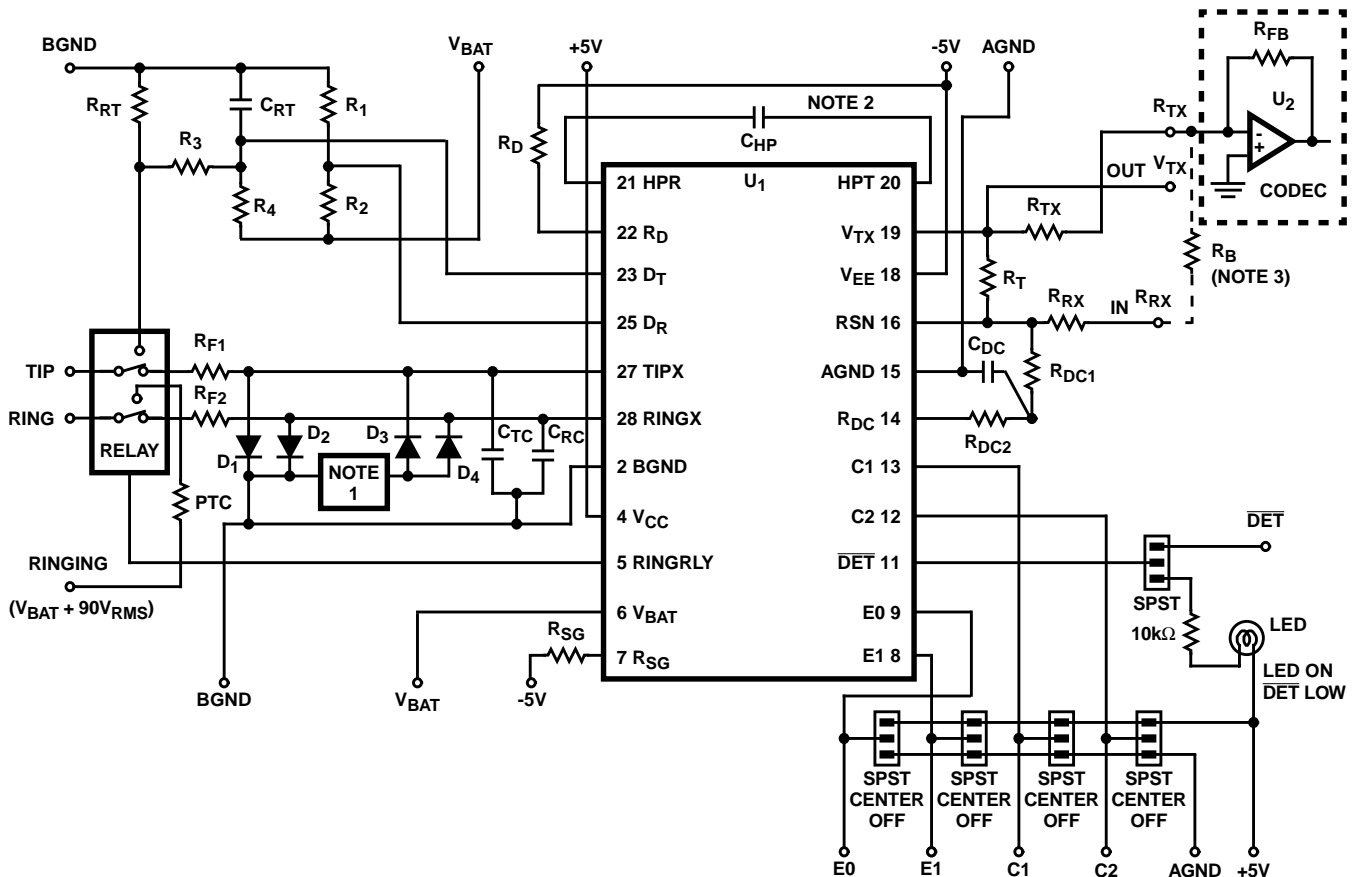 BGND
VBAT
+5V
-5V
AGND
RFB
RRT
CRT
R1
NOTE 2
RTX
U2
R3
RD
CHP
-
+
OUT
VTX
CODEC
21 HPR
U1
HPT 20
R4
R2
22 RD
VTX 19
RTX
RB
(NOTE 3)
23 DT
VEE 18
RT
RRX
IN
RRX
25 DR
RSN 16
CDC
RDC1
TIP
RF1
27 TIPX
AGND 15
RING
RF2
28 RINGX
RDC 14
RDC2
RELAY
D1
D2
D3
D4
CTC
CRC
NOTE
1
2 BGND
C1 13
PTC
4 VCC
C2 12
DET
RINGING
(VBAT + 90VRMS)
5 RINGRLY
DET 11
SPST
6 VBAT
E0 9
10kΩ
LED
RSG
7 RSG
E1 8
LED ON
DET LOW
BGND
VBAT
-5V
SPST
CENTER
OFF
SPST
CENTER
OFF
SPST
CENTER
OFF
SPST
CENTER
OFF
E0
E1
C1
C2
AGND
+5V